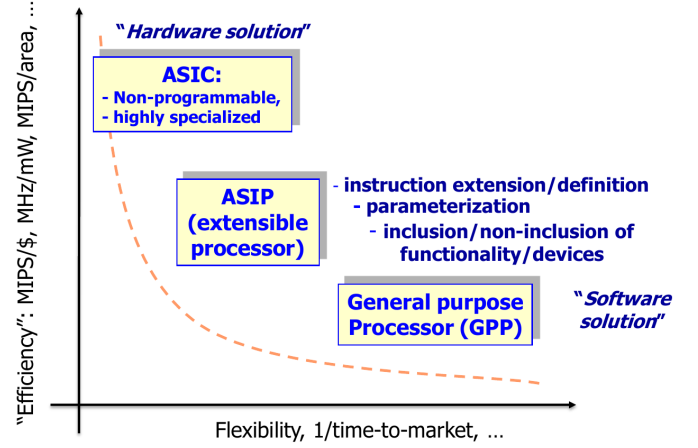 "Efficiency": MIPS/$, MHz/mW, MIPS/area, …
"Hardware solution"
ASIC:
- Non-programmable,
- highly specialized
ASIP
(extensible
processor)
- instruction extension/definition
- parameterization
- inclusion/non-inclusion of
functionality/devices
General purpose
Processor (GPP)
"Software
solution"
Flexibility, 1/time-to-market, …